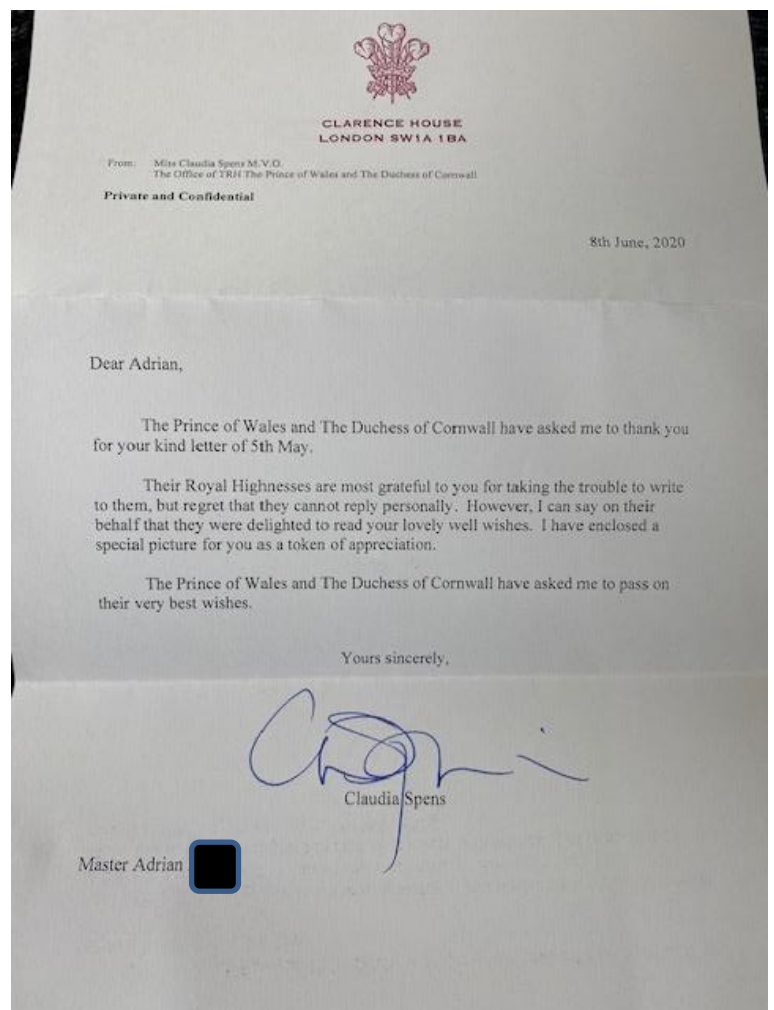 CLARENCE HOUSE
LONDON SW1A 1BA
From: Miss Claudia Spens M.V.O.
The Office of TRH The Prince of Wales and The Duchess of Cornwall
Private and Confidential
8th June, 2020
Dear Adrian,
The Prince of Wales and The Duchess of Cornwall have asked me to thank you
for your kind letter of 5th May.
Their Royal Highnesses are most grateful to you for taking the trouble to write
to them, but regret that they cannot reply personally. However, I can say on their
behalf that they were delighted to read your lovely well wishes. I have enclosed a
special picture for you as a token of appreciation.
The Prince of Wales and The Duchess of Cornwall have asked me to pass on
their very best wishes.
Yours sincerely,
Claudia Spens
Master Adrian